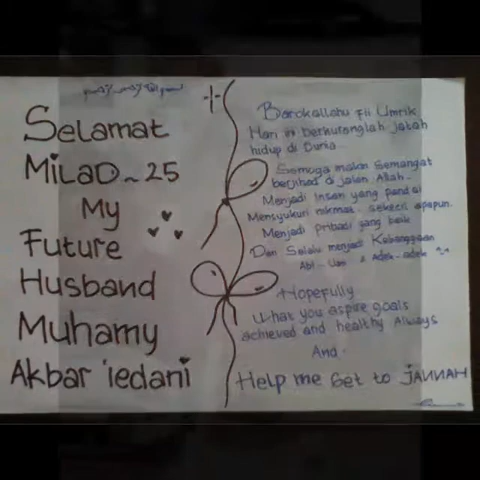 Selamat
MiLaD ~ 25
My
Future
Husband
Muhamy
Akbar 'iedani
Barokallahu Fii Umrik
Hari ini berkuranglah jatah
hidup di Dunia
Semoga makin Semangat
berjihad di jalan Allah.
Menjadi Insan yang pandai
Mensyukuri nikmat sekecil apapun.
Menjadi pribadi yang baik
Dan Selalu menjadi Kebanggaan
Abi - Umi & Adek-adek ^-^
Hopefully
What you aspire goals
achieved and healthy Always
And.
Help me Get to JANNAH